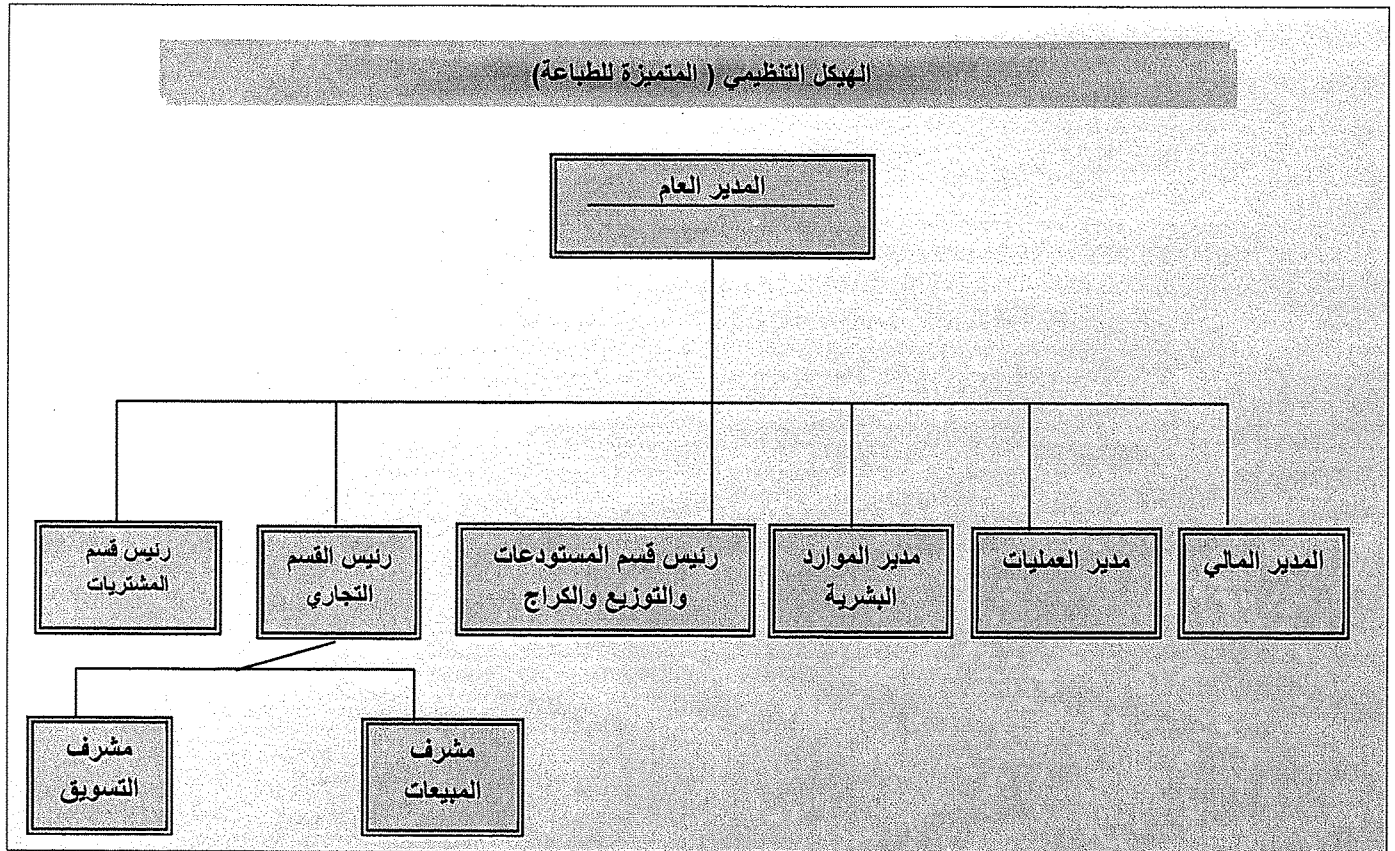 الهيكل التنظيمي ( المتميزة للطباعة)
المدير العام
المدير المالي
مدير العمليات
مدير الموارد
البشرية
رئيس قسم المستودعات
والتوزيع والكراج
رئيس القسم
التجاري
رئيس قسم
المشتريات
مشرف
المبيعات
مشرف
التسويق